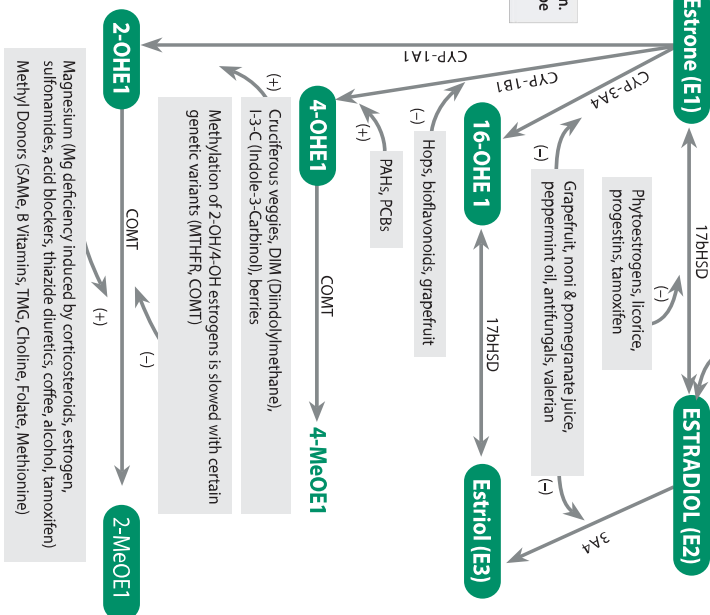 Estrone (E1)
17bHSD
ESTRADIOL (E2)
(–)
Phytoestrogens, licorice,
progestins, tamoxifen
CYP-3A4
3A4
(–)
(–)
Grapefruit, noni & pomegranate juice,
peppermint oil, antifungals, valerian
CYP-1B1
16-OHE 1
17bHSD
Estriol (E3)
(–)
Hops, bioflavonoids, grapefruit
CYP-1A1
PAHs, PCBs
(+)
4-OHE1
COMT
4-MeOE1
(+)
Cruciferous veggies, DIM (Diindolylmethane),
I-3-C (Indole-3-Carbinol), berries
Methylation of 2-OH/4-OH estrogens is slowed with certain
genetic variants (MTHFR, COMT)
(–)
2-OHE1
COMT
2-MeOE1
(+)
Magnesium (Mg deficiency induced by corticosteroids, estrogen,
sulfonamides, acid blockers, thiazide diuretics, coffee, alcohol, tamoxifen)
Methyl Donors (SAMe, B Vitamins, TMG, Choline, Folate, Methionine)